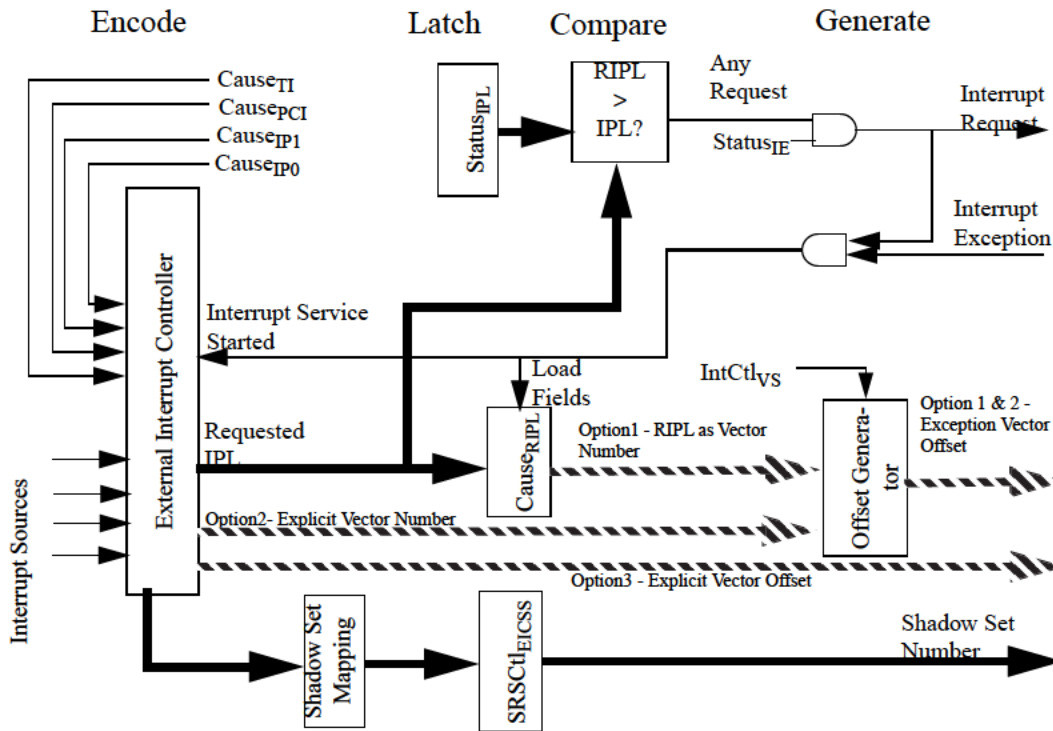 Encode
Latch
Compare
Generate
CauseTI
CausePCI
CauseIP1
CauseIP0
StatusIPL
RIPL
>
IPL?
Any
Request
StatusIE
Interrupt
Request
Interrupt
Exception
External Interrupt Controller
Interrupt Service
Started
Load
Fields
IntCtlVS
Requested
IPL
CauseRIPL
Option1 - RIPL as Vector
Number
Offset Genera-
tor
Option 1 & 2 -
Exception Vector
Offset
Interrupt Sources
Option2- Explicit Vector Number
Option3 - Explicit Vector Offset
Shadow Set
Mapping
SRSCtlEICSS
Shadow Set
Number